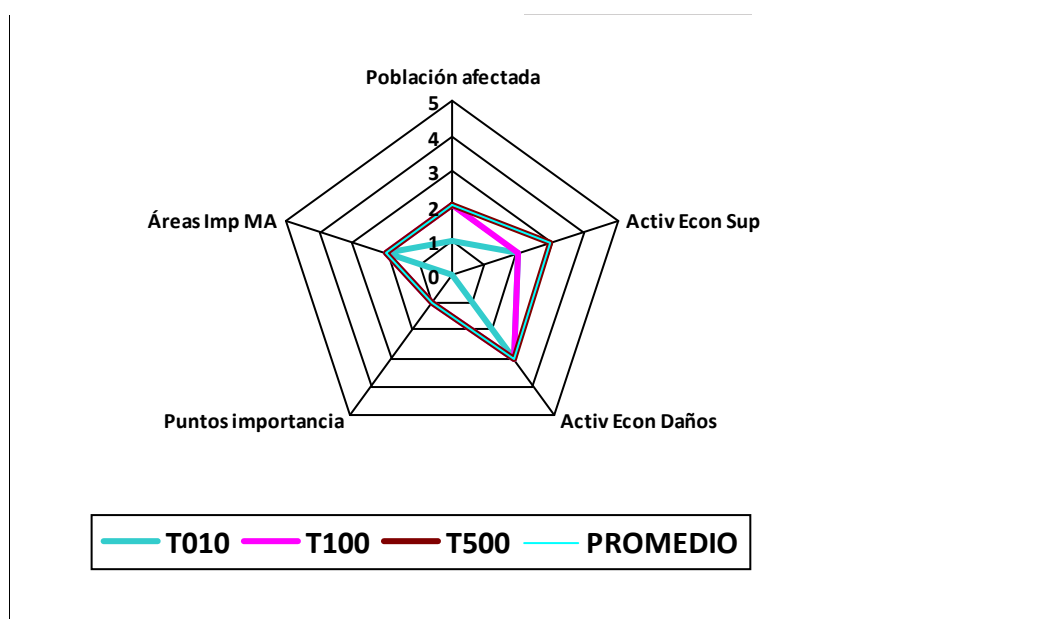 Población afectada
5
4
3
2
1
0
Áreas Imp MA
Activ Econ Sup
Puntos importancia
Activ Econ Daños
T010 T100 T500 PROMEDIO